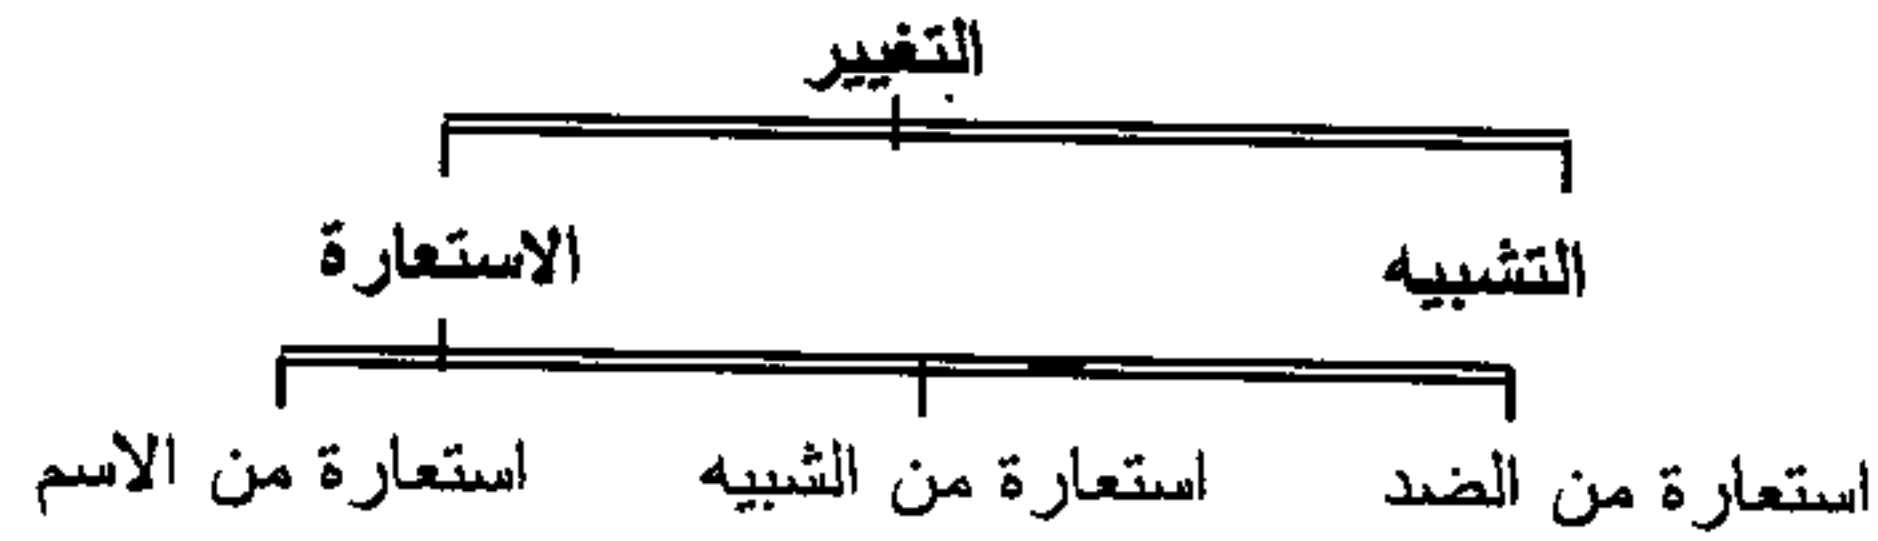 التغيير
التشبيه
الاستعارة
استعارة من الضد
استعارة من الشبيه
استعارة من الاسم